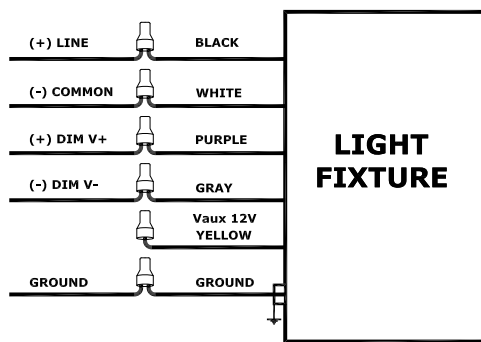 (+) LINE BLACK
(-) COMMON WHITE
(+) DIM V+ PURPLE
(-) DIM V- GRAY
Vaux 12V
YELLOW
GROUND GROUND
LIGHT
FIXTURE